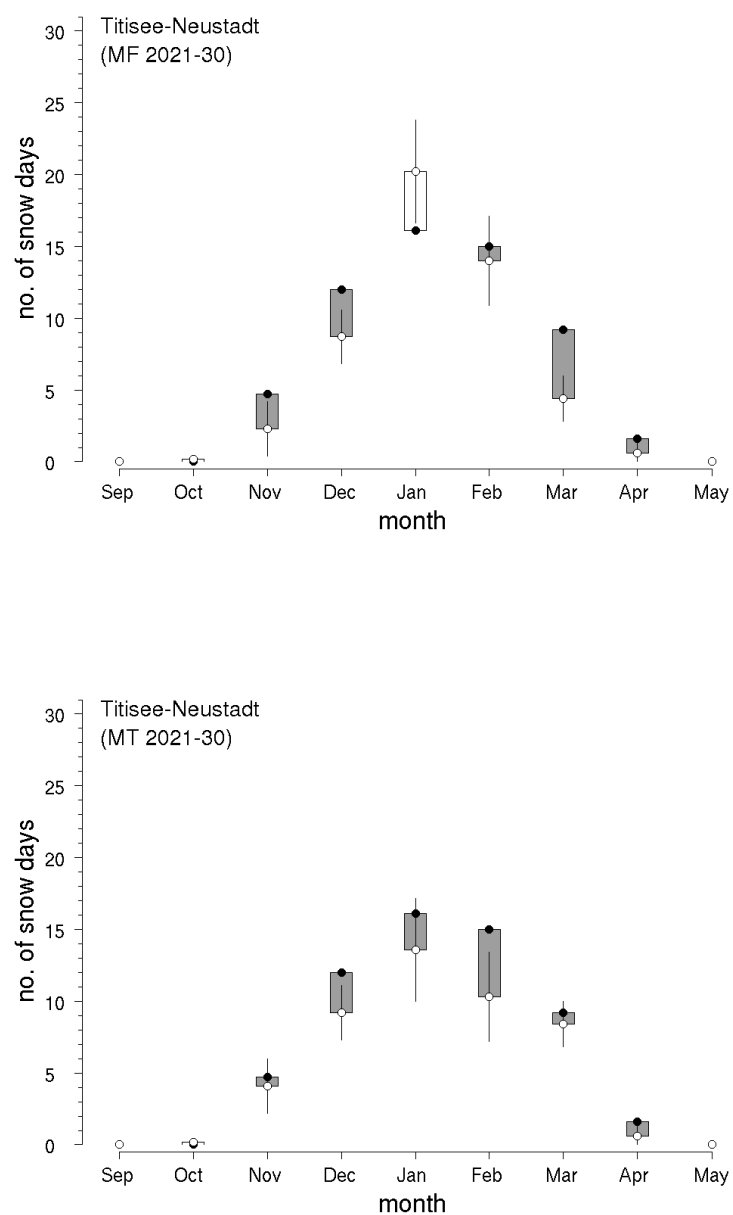 Titisee-Neustadt
(MF 2021-30)
30
25
20
15
10
5
0
no. of snow days
Sep Oct Nov Dec Jan Feb Mar Apr May
month
Titisee-Neustadt
(MT 2021-30)
30
25
20
15
10
5
0
no. of snow days
Sep Oct Nov Dec Jan Feb Mar Apr May
month